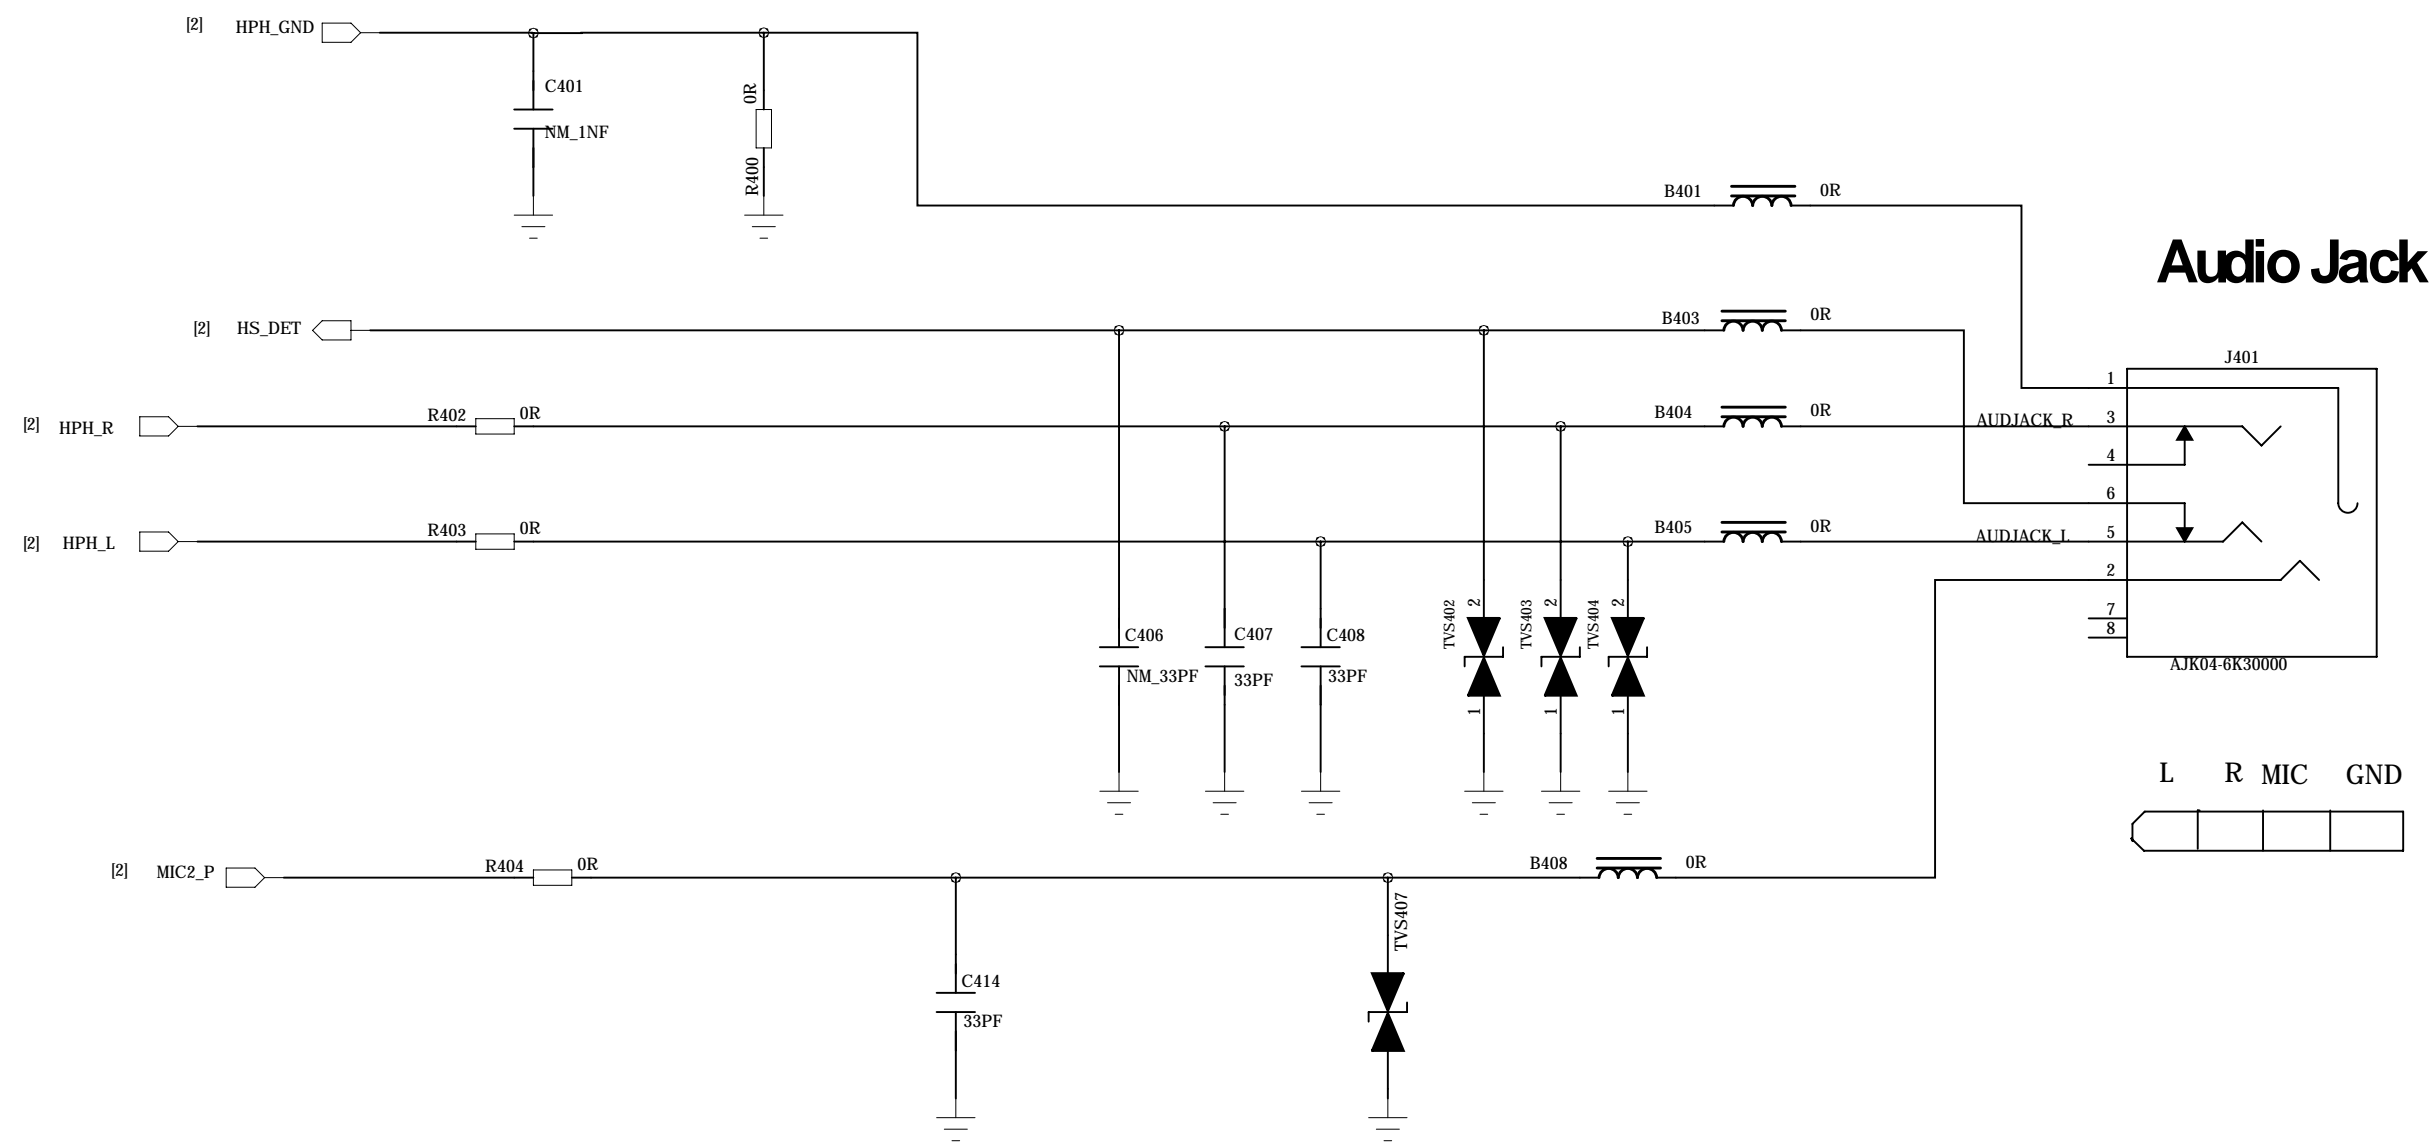 [2] HPH_GND
C401
NM_1NF
0R
R400
B401 0R
Audio Jack
[2] HS_DET
B403 0R
J401
1
[2] HPH_R
R402 0R
B404 0R
AUDJACK_R 3
4
6
[2] HPH_L
R403 0R
B405 0R
AUDJACK_L 5
2
7
8
AJK04-6K30000
C406
NM_33PF
C407
33PF
C408
33PF
TVS402 2
1
TVS403 2
1
TVS404 2
1
L R MIC GND
[2] MIC2_P
R404 0R
B408 0R
TVS407
C414
33PF